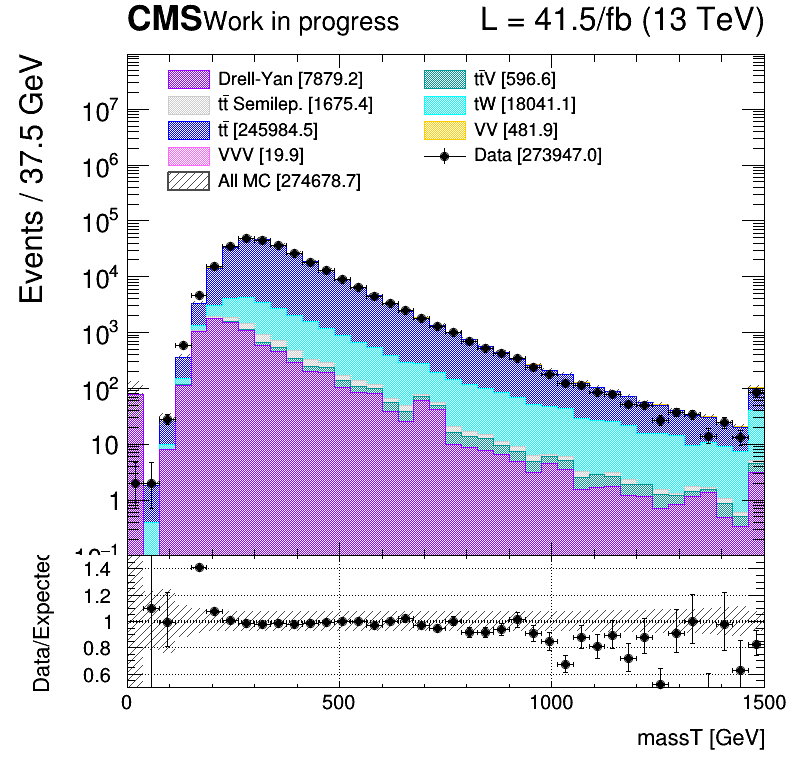 CMS Work in progress L = 41.5/fb (13 TeV)
Events / 37.5 GeV
Drell-Yan [7879.2]
tt̄ Semilep. [1675.4]
tt̄ [245984.5]
VVV [19.9]
All MC [274678.7]
tt̄V [596.6]
tW [18041.1]
VV [481.9]
Data [273947.0]
10⁷
10⁶
10⁵
10⁴
10³
10²
10
1
10⁻¹
Data/Expected
1.4
1.2
1
0.8
0.6
0 500 1000 1500
massT [GeV]